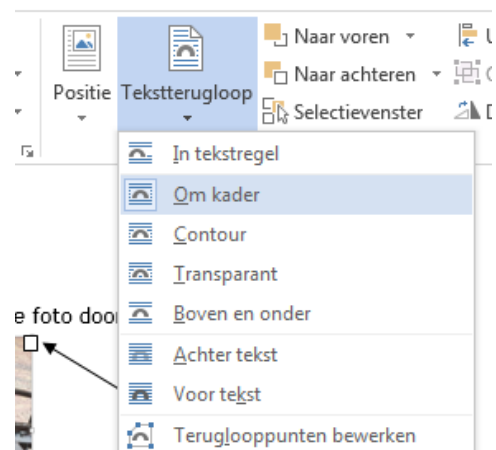 Naar voren
Naar achteren
Positie Tekstterugloop
Selectievenster
In tekstregel
Om kader
Contour
Transparant
e foto door
Boven en onder
Achter tekst
Voor tekst
Teruglooppunten bewerken